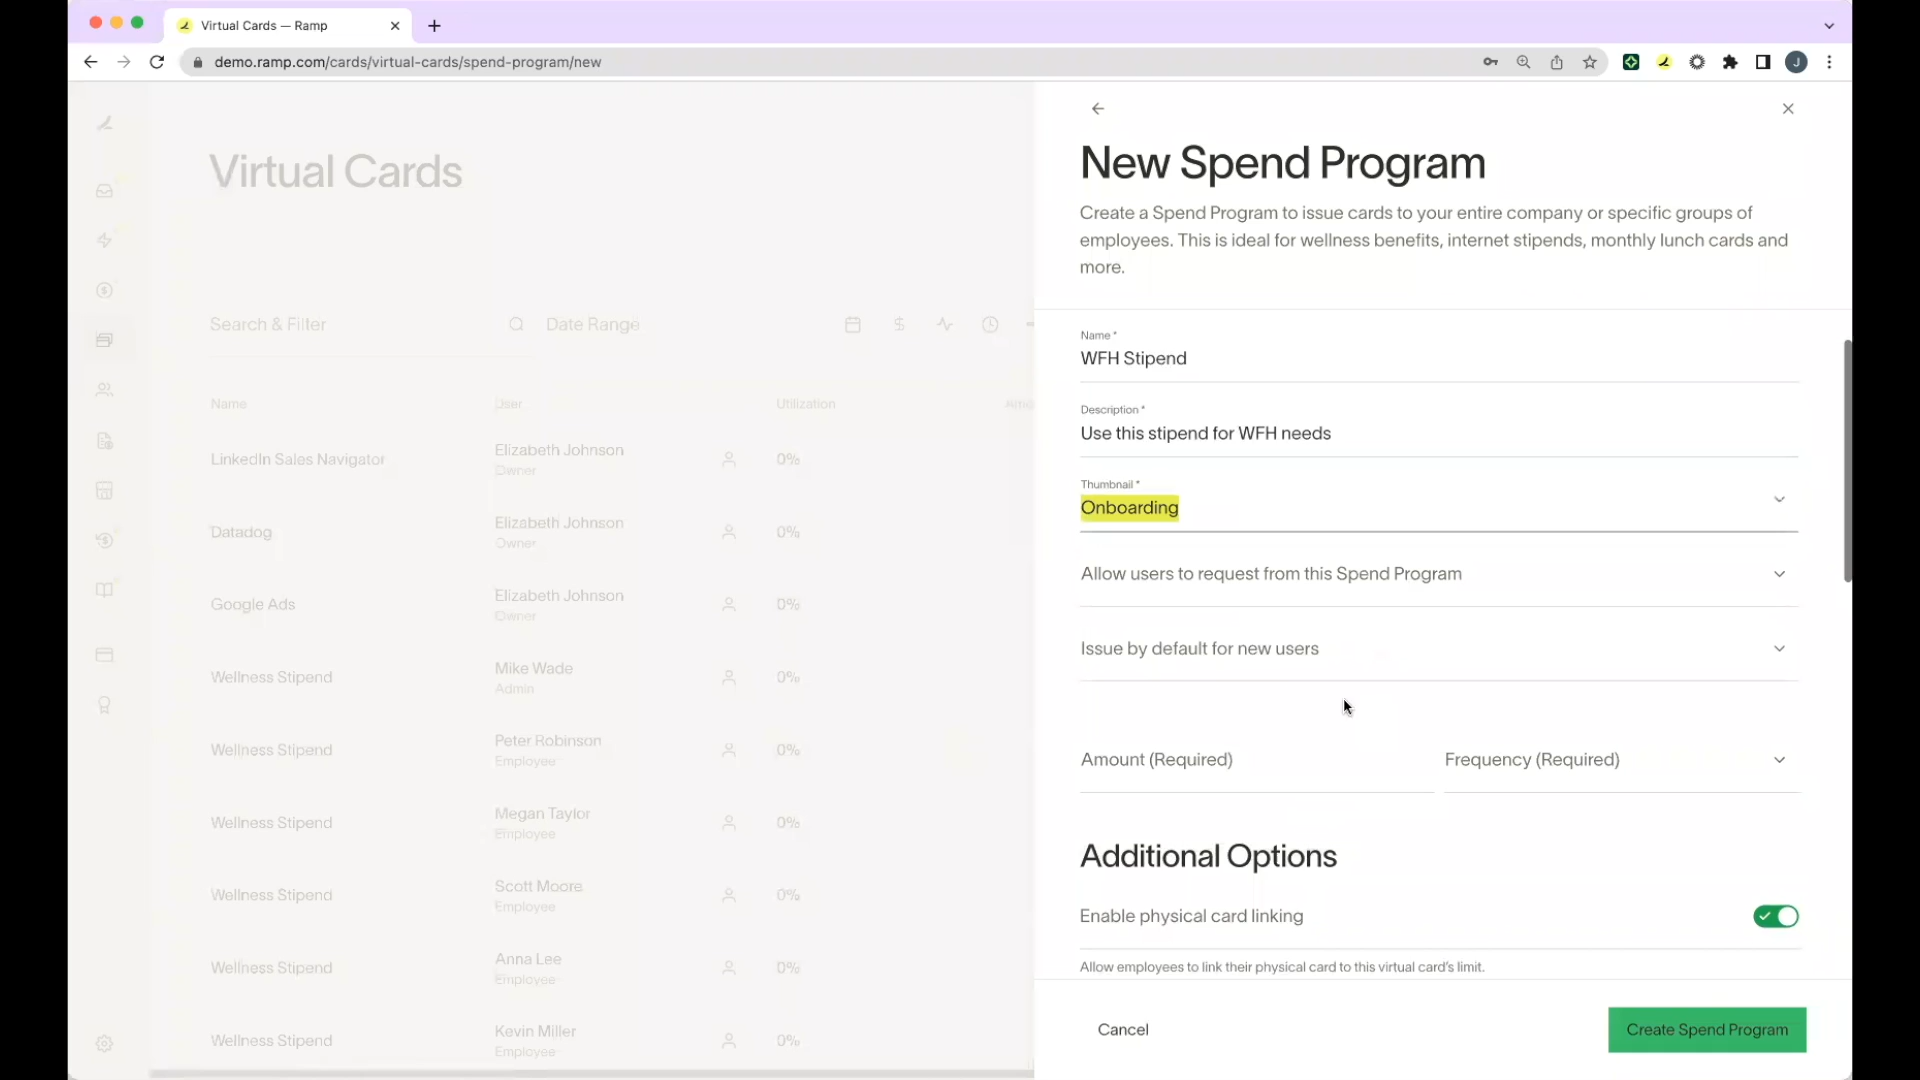 Virtual Cards — Ramp
demo.ramp.com/cards/virtual-cards/spend-program/new
J
Virtual Cards
Search & Filter
Date Range
Name
User
Utilization
LinkedIn Sales Navigator
Elizabeth Johnson
Owner
0%
Datadog
Elizabeth Johnson
Owner
0%
Google Ads
Elizabeth Johnson
Owner
0%
Wellness Stipend
Mike Wade
Admin
0%
Wellness Stipend
Peter Robinson
Employee
0%
Wellness Stipend
Megan Taylor
Employee
0%
Wellness Stipend
Scott Moore
Employee
0%
Wellness Stipend
Anna Lee
Employee
0%
Wellness Stipend
Kevin Miller
Employee
0%
New Spend Program
Create a Spend Program to issue cards to your entire company or specific groups of
employees. This is ideal for wellness benefits, internet stipends, monthly lunch cards and
more.
Name *
WFH Stipend
Description *
Use this stipend for WFH needs
Thumbnail *
Onboarding
Allow users to request from this Spend Program
Issue by default for new users
Amount (Required)
Frequency (Required)
Additional Options
Enable physical card linking
Allow employees to link their physical card to this virtual card's limit.
Cancel
Create Spend Program